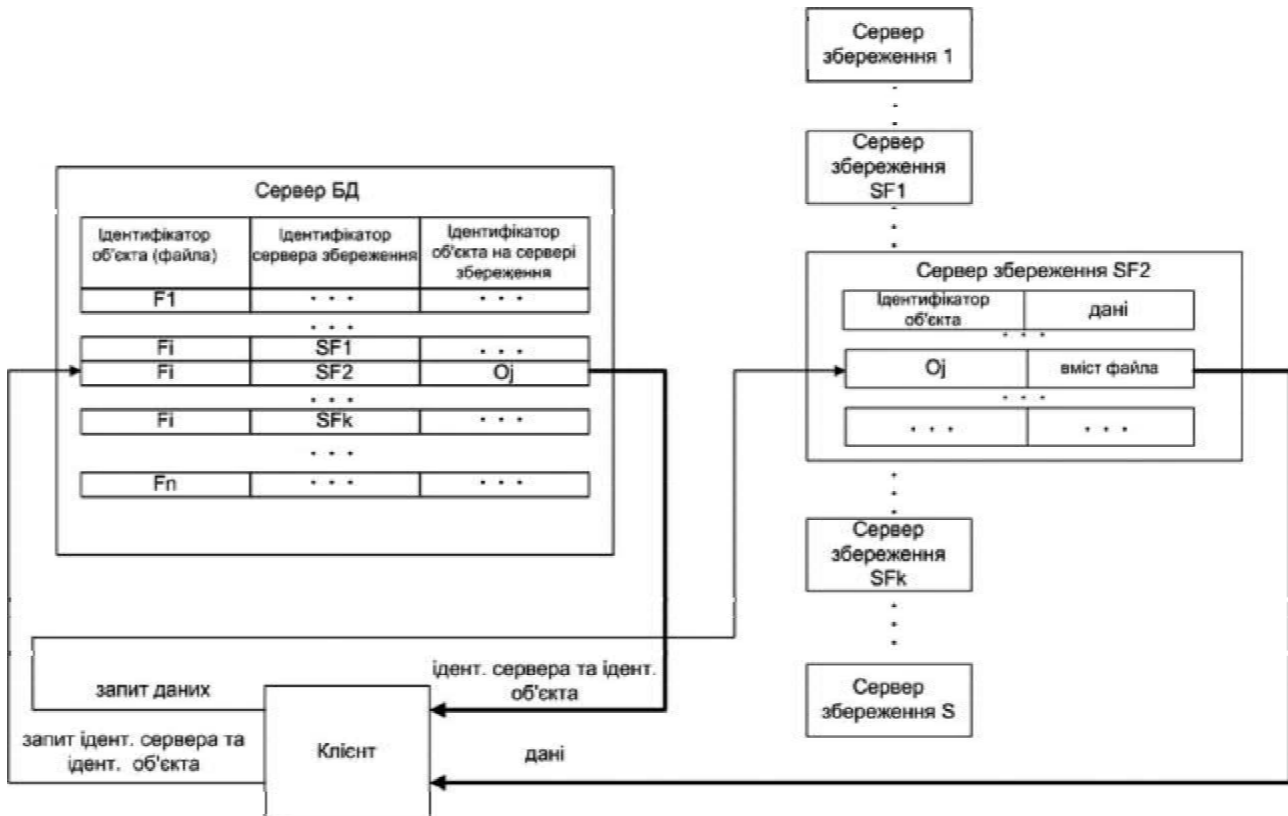 Сервер
збереження 1
Сервер
збереження
SF1
Сервер БД
Ідентифікатор
об'єкта (файла)
Ідентифікатор
сервера збереження
Ідентифікатор
об'єкта на сервері
збереження
F1 . . . . . .
. . .
Fi SF1 . . .
Fi SF2 Oj
. . .
Fi SFk . . .
. . .
Fn . . . . . .
Сервер збереження SF2
Ідентифікатор
об'єкта
дані
. . .
Oj вміст файла
. . .
. . . . . .
Сервер
збереження
SFk
Сервер
збереження S
запит даних
ідент. сервера та ідент.
об'єкта
запит ідент. сервера та
ідент. об'єкта
Клієнт
дані